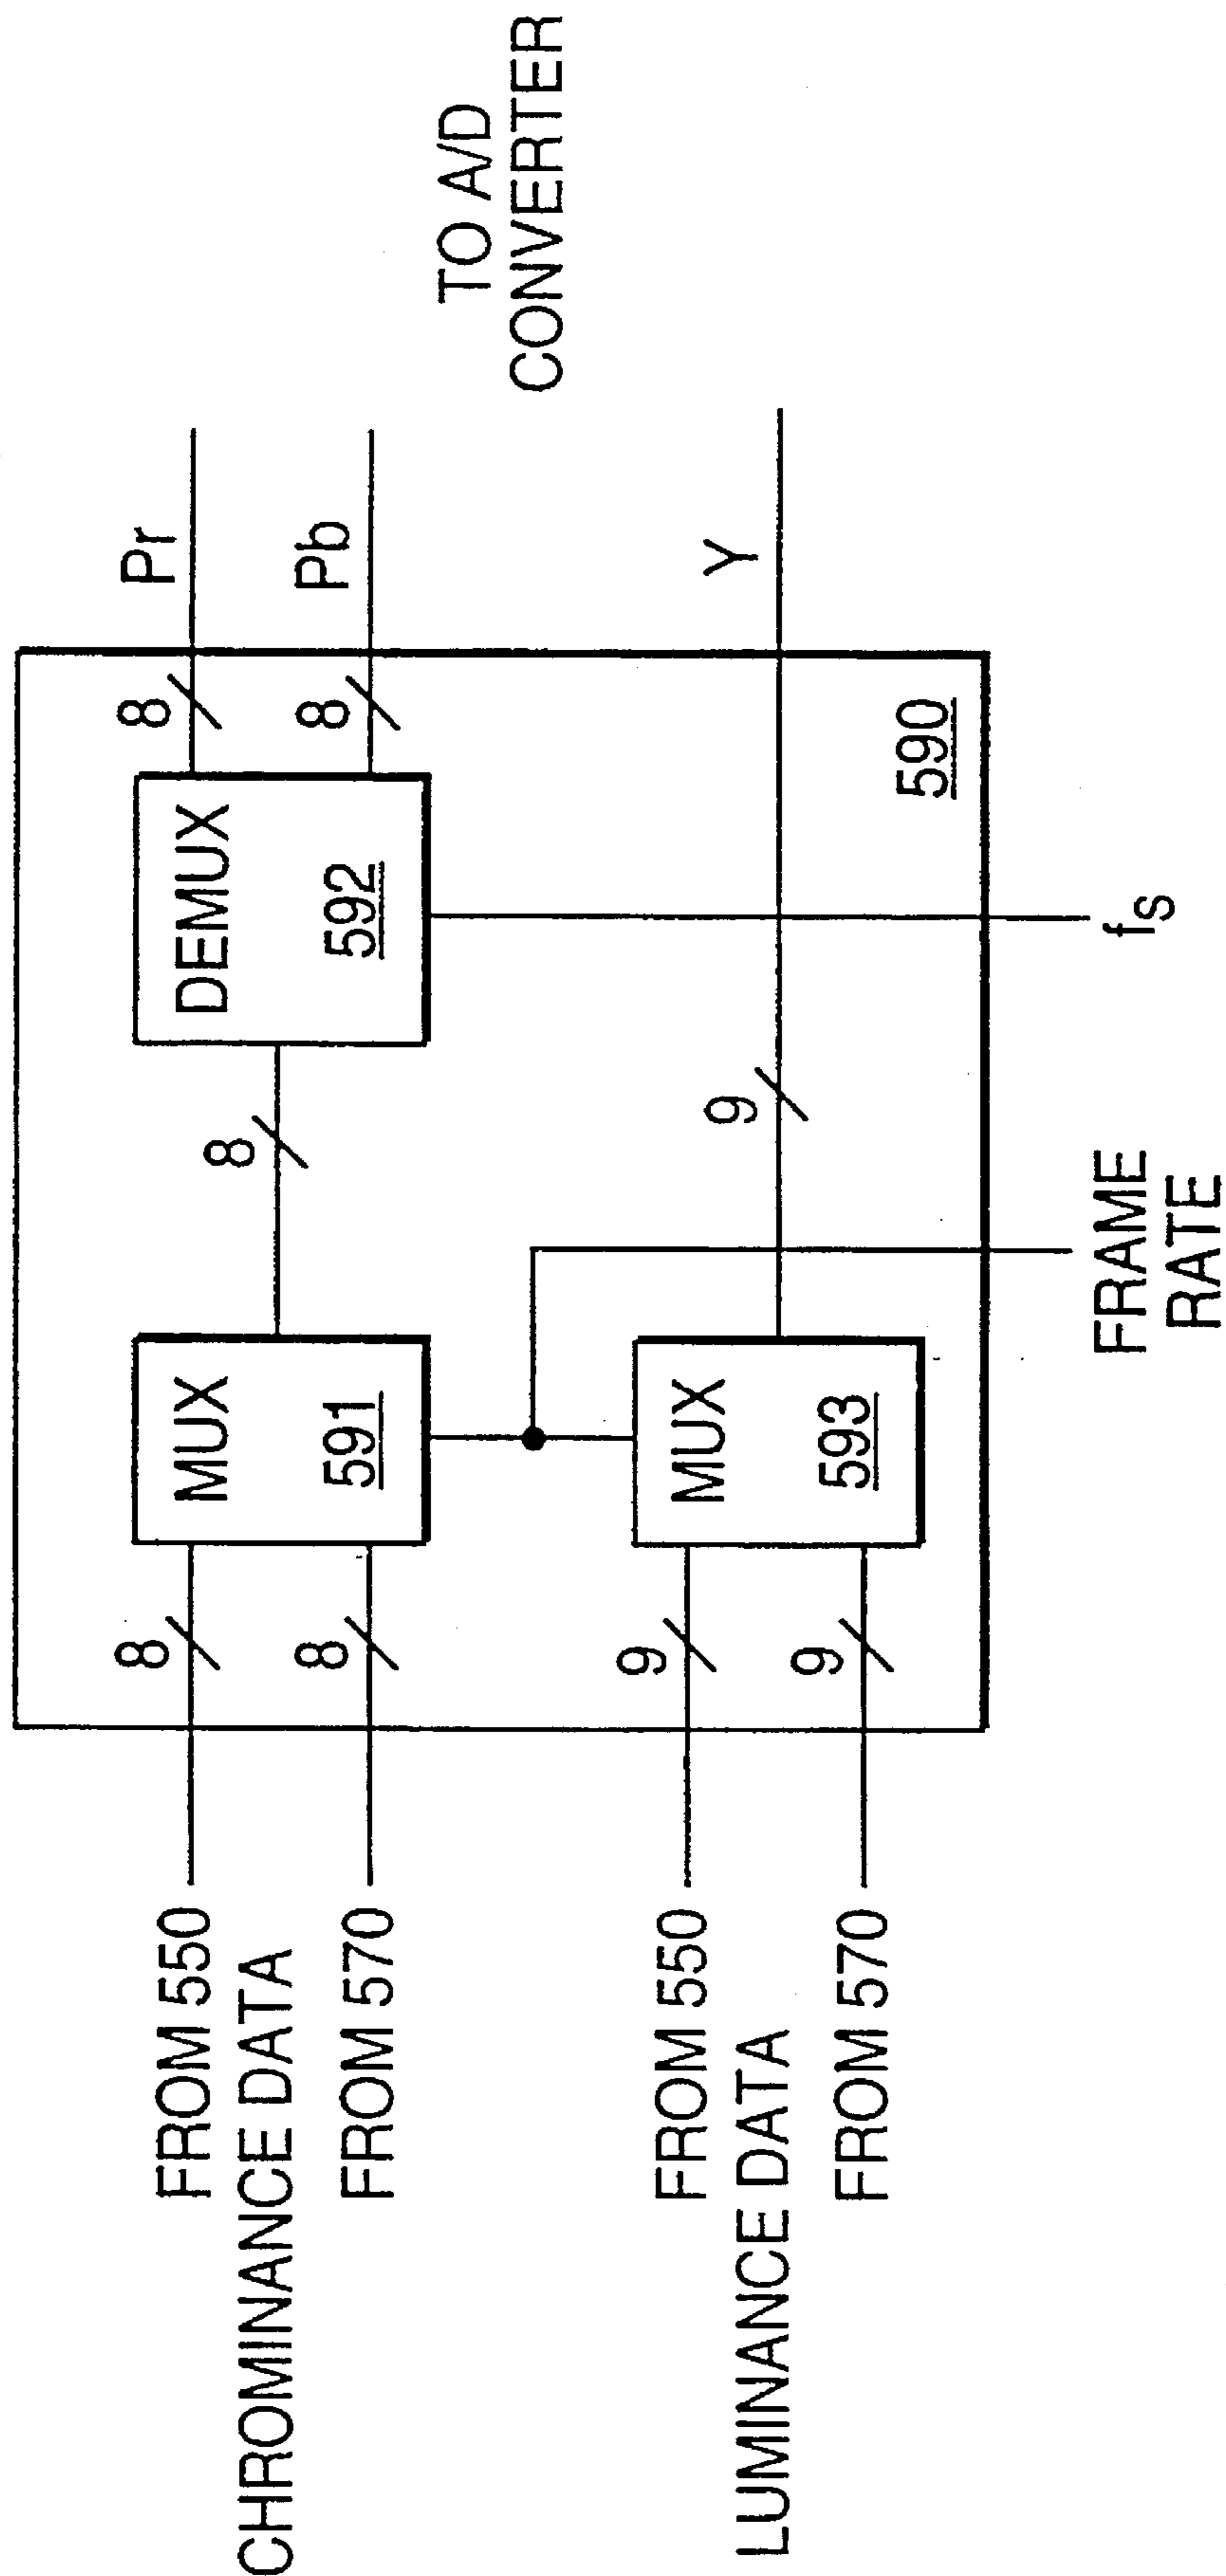 FROM 550
CHROMINANCE DATA
FROM 570
FROM 550
LUMINANCE DATA
FROM 570
8
8
9
9
MUX
591
MUX
593
8
9
DEMUX
592
8
8
590
Pr
Pb
Y
TO A/D
CONVERTER
FRAME
RATE
fS